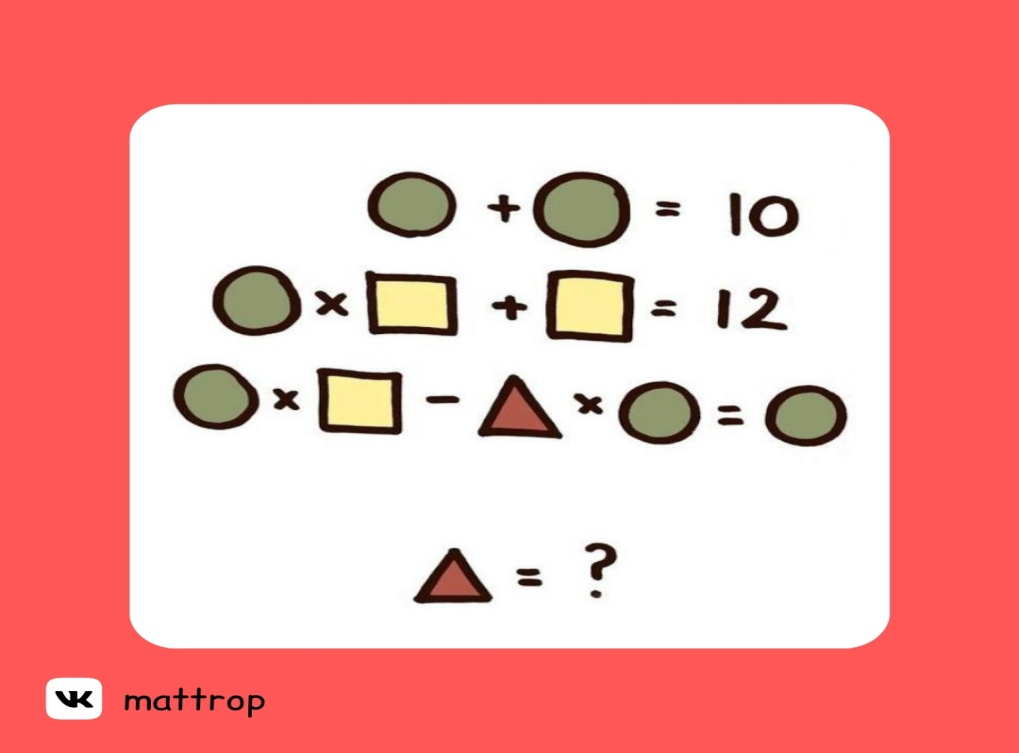 + = 10
× + = 12
× - × =
= ?
mattrop